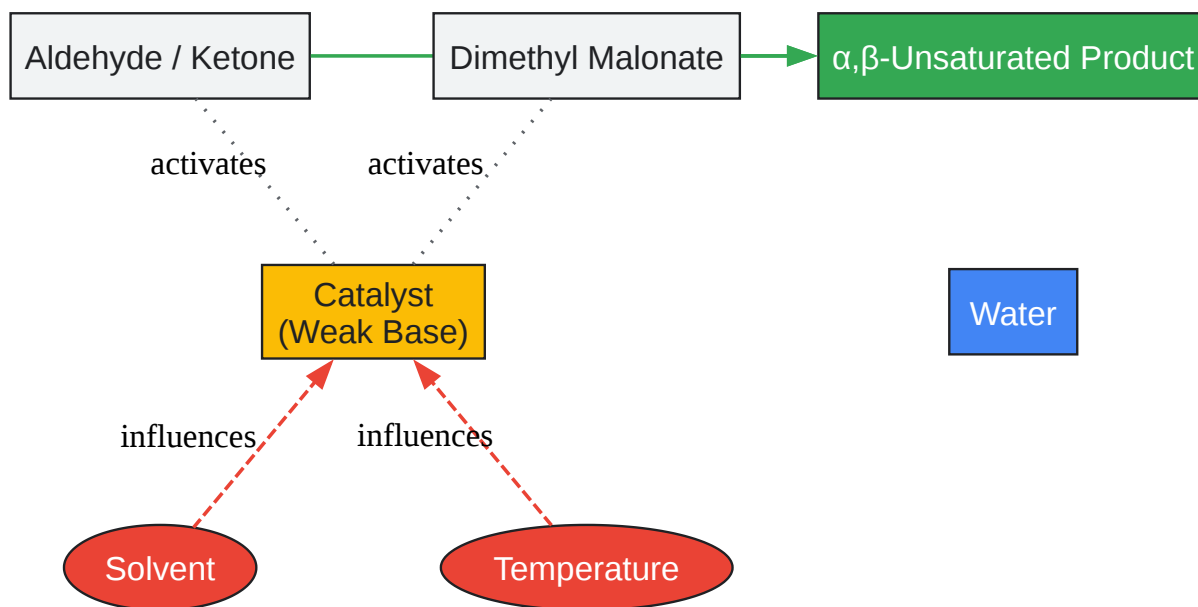 Aldehyde / Ketone
Dimethyl Malonate
α,β-Unsaturated Product
activates
activates
Catalyst
(Weak Base)
Water
influences
influences
Solvent
Temperature